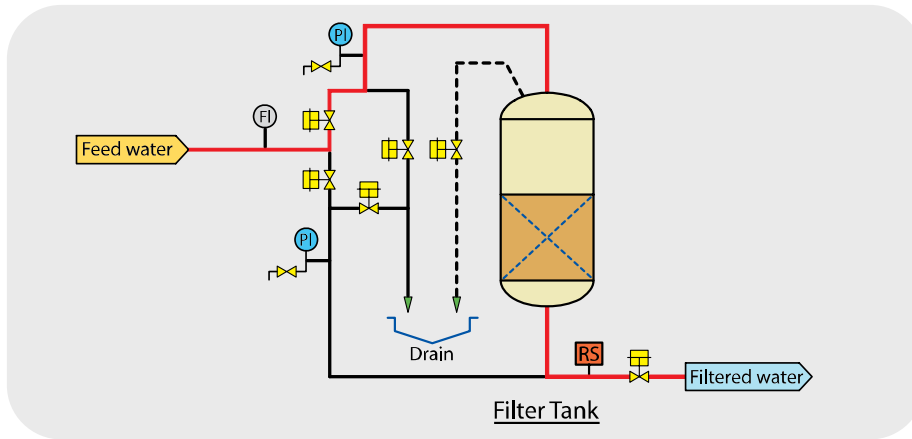 PI
FI
Feed water
PI
Drain
RS
Filtered water
Filter Tank